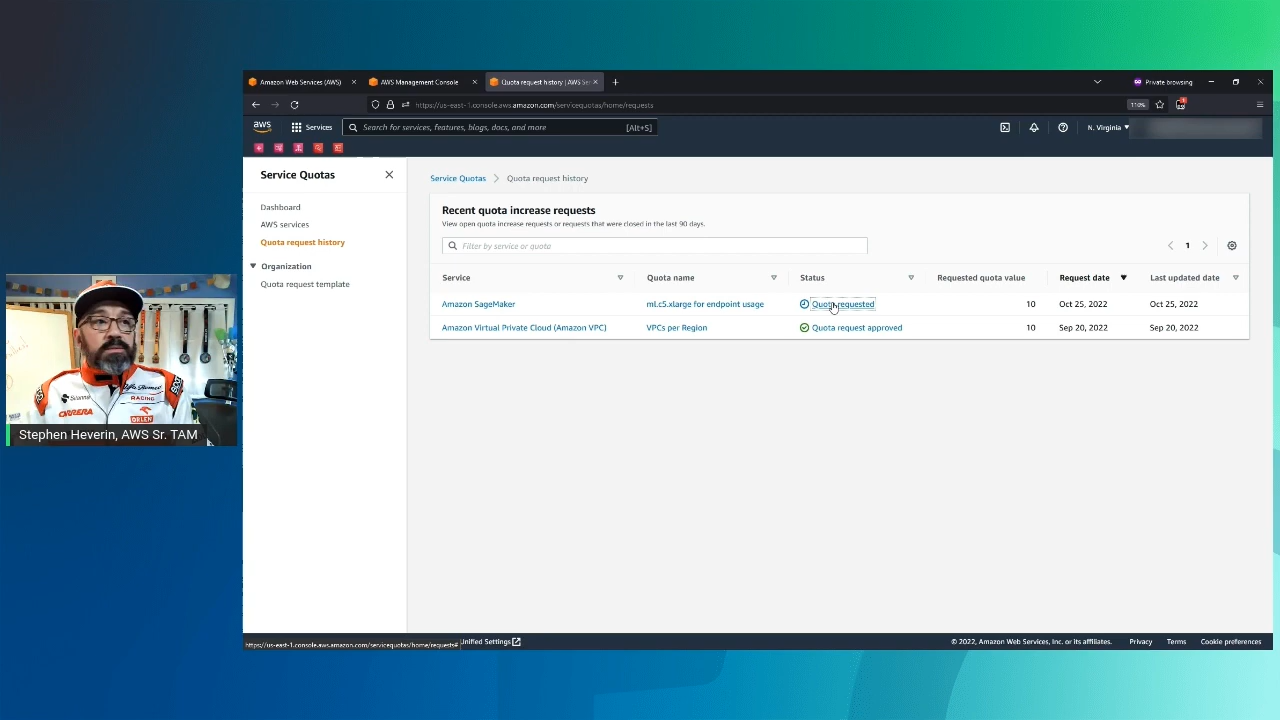 Amazon Web Services (AWS)
AWS Management Console
Quota request history | AWS Ser
Private browsing
https://us-east-1.console.aws.amazon.com/servicequotas/home/requests
110%
aws
Services
Search for services, features, blogs, docs, and more
[Alt+S]
N. Virginia
Service Quotas
Dashboard
AWS services
Quota request history
Organization
Quota request template
Service Quotas
Quota request history
Recent quota increase requests
View open quota increase requests or requests that were closed in the last 90 days.
Filter by service or quota
1
Service Quota name Status Requested quota value Request date Last updated date
Amazon SageMaker ml.c5.xlarge for endpoint usage Quota requested 10 Oct 25, 2022 Oct 25, 2022
Amazon Virtual Private Cloud (Amazon VPC) VPCs per Region Quota request approved 10 Sep 20, 2022 Sep 20, 2022
Alfa Romeo
RACING
CARRERA
ORLEN
Stephen Heverin, AWS Sr. TAM
https://us-east-1.console.aws.amazon.com/servicequotas/home/requests#
Unified Settings
© 2022, Amazon Web Services, Inc. or its affiliates. Privacy Terms Cookie preferences